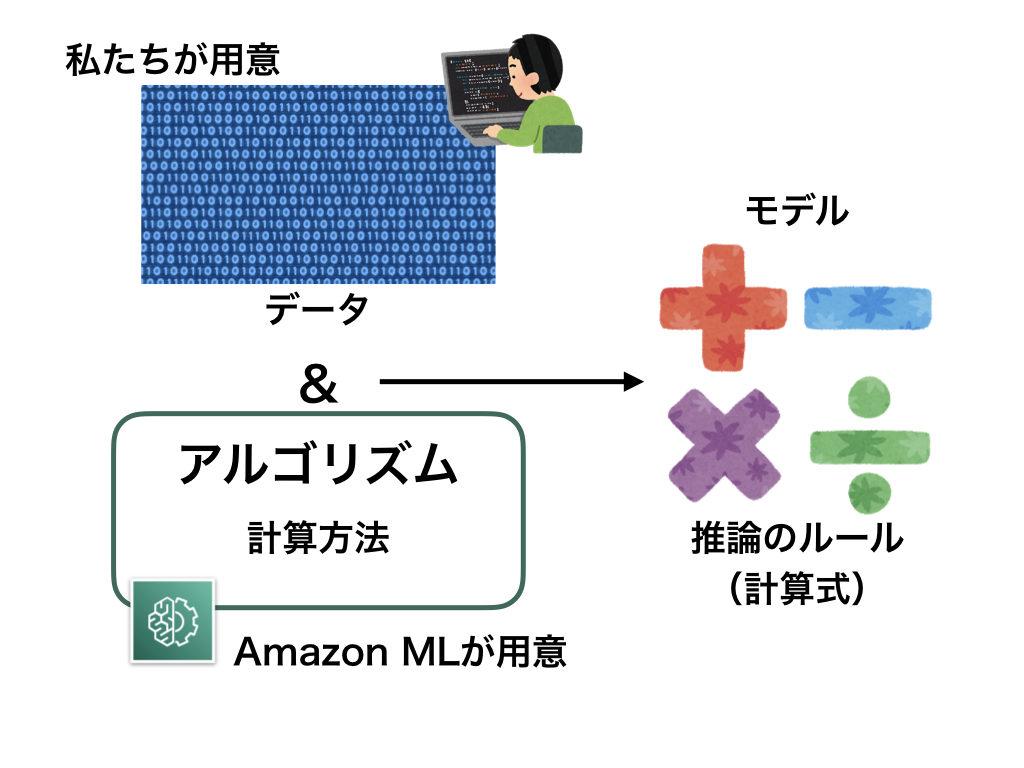 私たちが用意
データ
&
アルゴリズム
計算方法
Amazon MLが用意
モデル
推論のルール
（計算式）